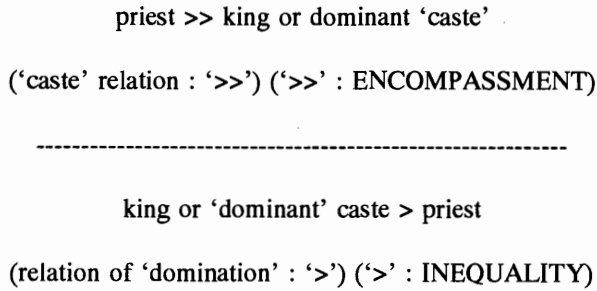 priest >> king or dominant ‘caste’
(‘caste’ relation : ‘>>’) (‘>>’ : ENCOMPASSMENT)
------------------------------------------------------------
king or ‘dominant’ caste > priest
(relation of ‘domination’ : ‘>’) (‘>’ : INEQUALITY)